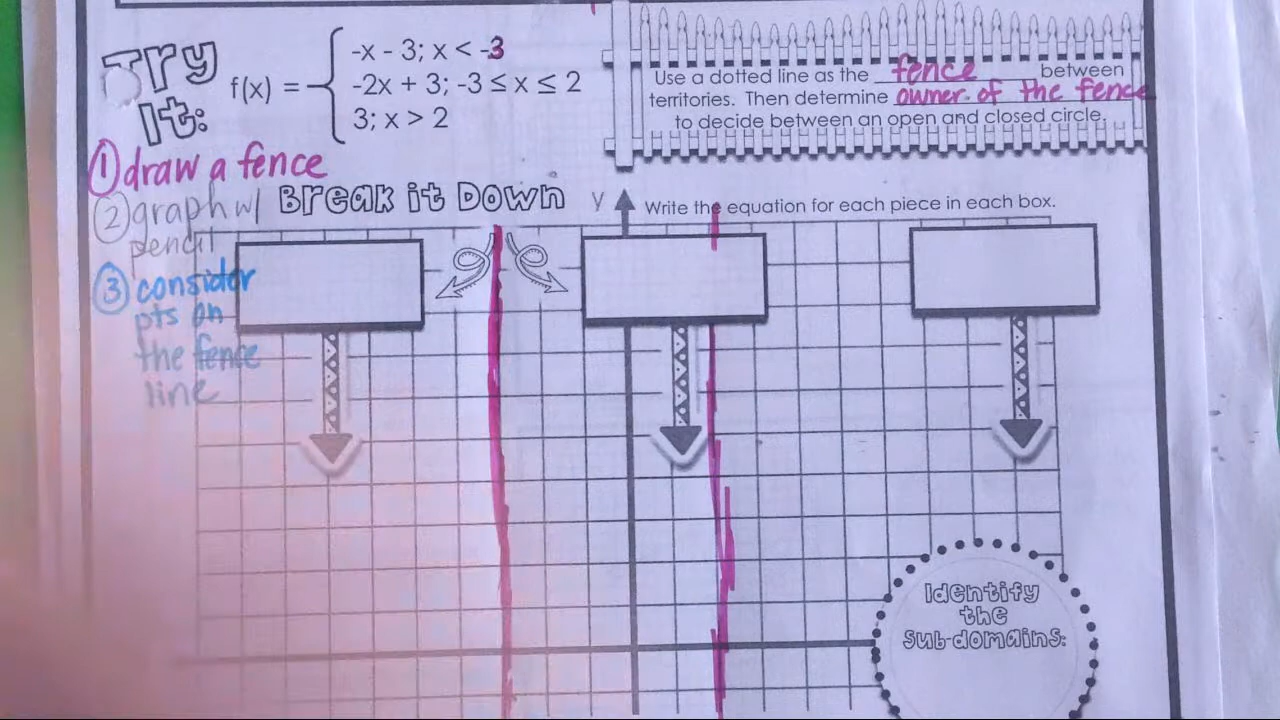 Try It:
f(x) =
-x - 3; x < -3
-2x + 3; -3 ≤ x ≤ 2
3; x > 2
Use a dotted line as the fence between
territories. Then determine owner of the fence
to decide between an open and closed circle.
① draw a fence
② graph w/
pencil
③ consider
pts on
the fence
line
Break it Down
y
Write the equation for each piece in each box.
Identify
the
sub-domains: